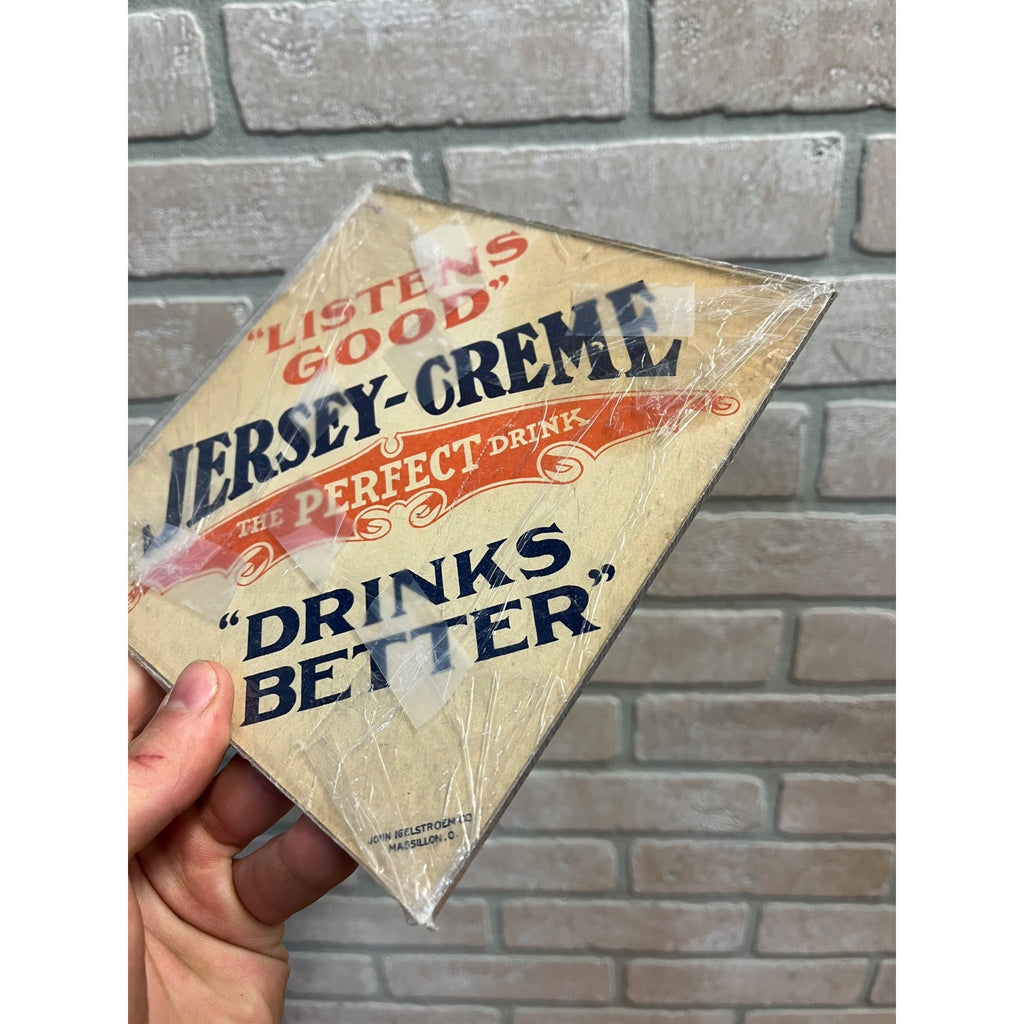 “LISTENS
GOOD”
JERSEY-CREME
THE PERFECT DRINK
“DRINKS
BETTER”
JOHN IGELSTROEM CO
MASSILLON, O.